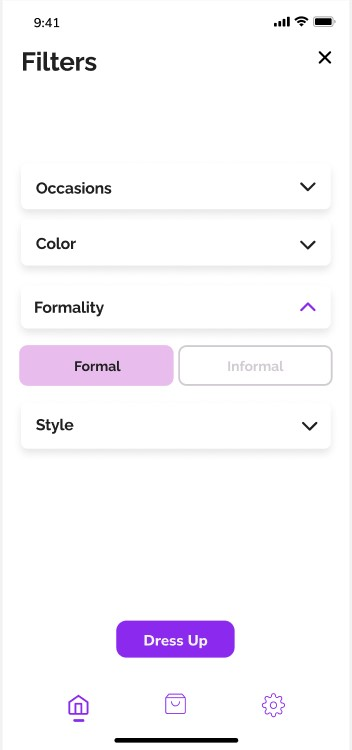 9:41
Filters
Occasions
Color
Formality
Formal
Informal
Style
Dress Up